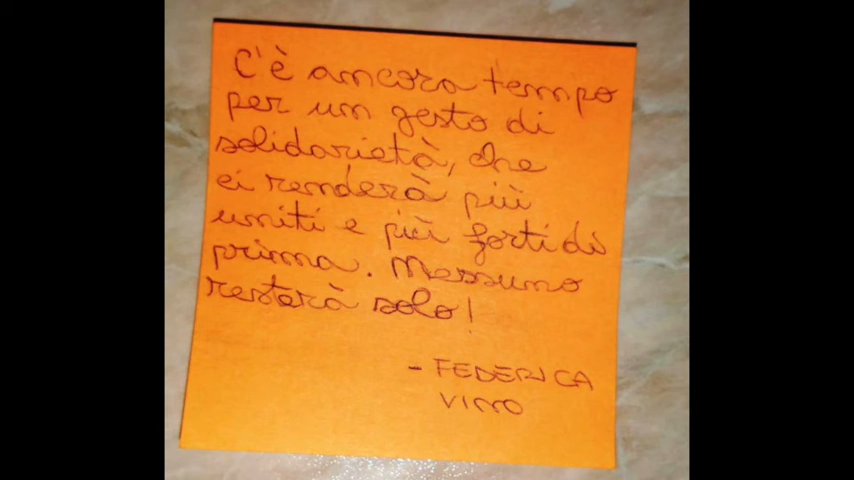 C'è ancora tempo
per un gesto di
solidarietà, che
ci renderà più
uniti e più forti di
prima. Nessuno
resterà solo!
- FEDERICA
VINO